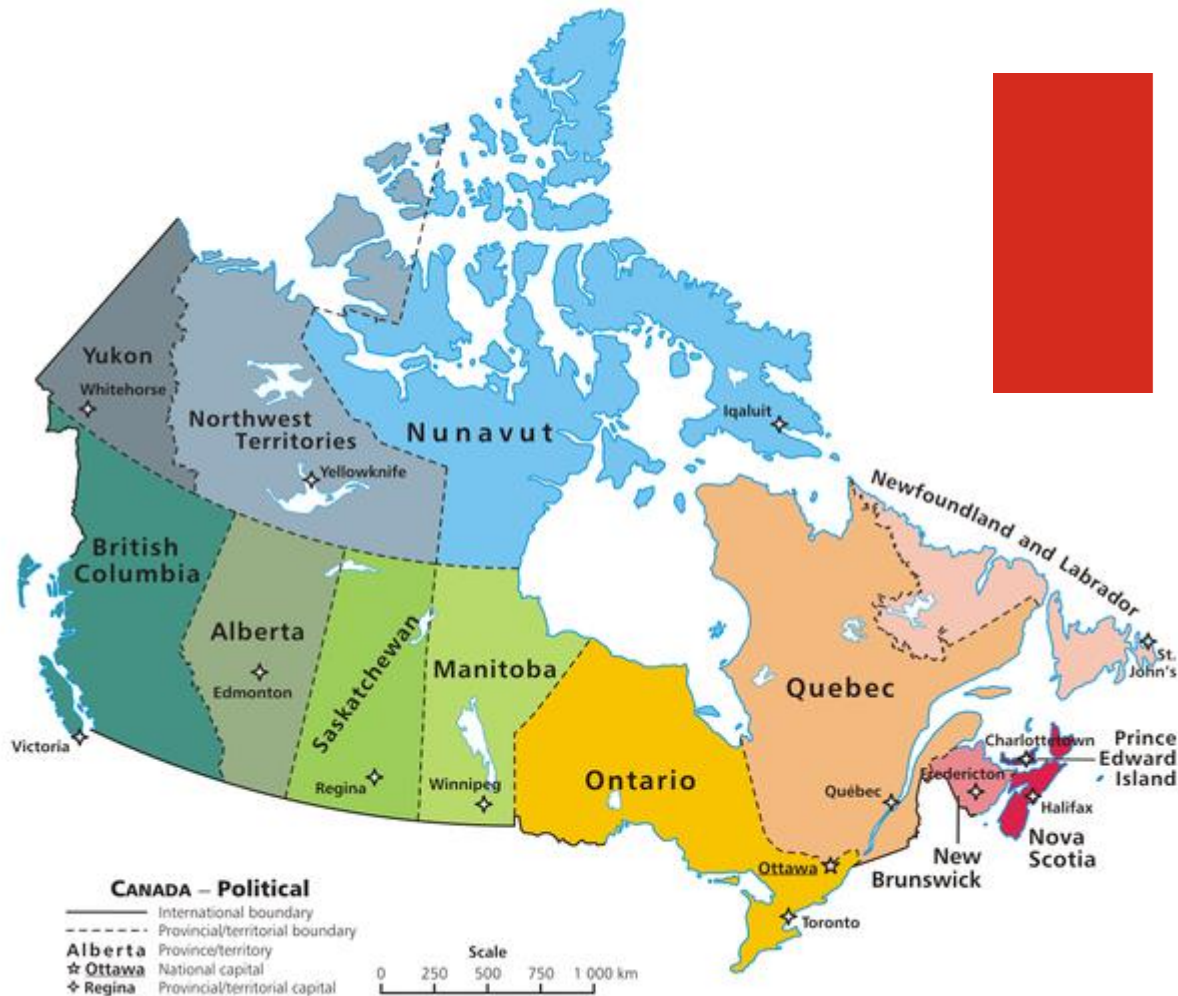 Yukon
Whitehorse
Northwest
Territories
Yellowknife
Nunavut
Iqaluit
British
Columbia
Victoria
Alberta
Edmonton
Saskatchewan
Regina
Manitoba
Winnipeg
Ontario
Ottawa
Toronto
Quebec
Québec
Newfoundland and Labrador
St.
John's
Prince
Edward
Island
Charlottetown
Fredericton
New
Brunswick
Halifax
Nova
Scotia
CANADA – Political
International boundary
Provincial/territorial boundary
Alberta Province/territory
Ottawa National capital
Regina Provincial/territorial capital
Scale
0 250 500 750 1 000 km